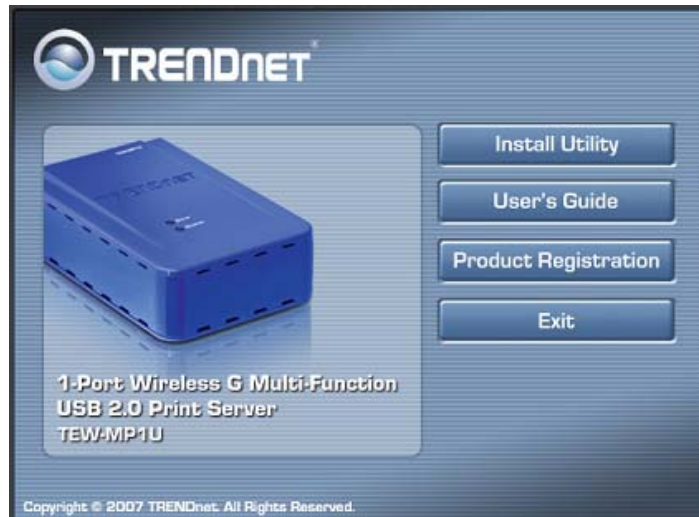 TRENDNET®
TRENDNET
Install Utility
User's Guide
Product Registration
Exit
1-Port Wireless G Multi-Function
USB 2.0 Print Server
TEW-MP1U
Copyright © 2007 TRENDnet. All Rights Reserved.